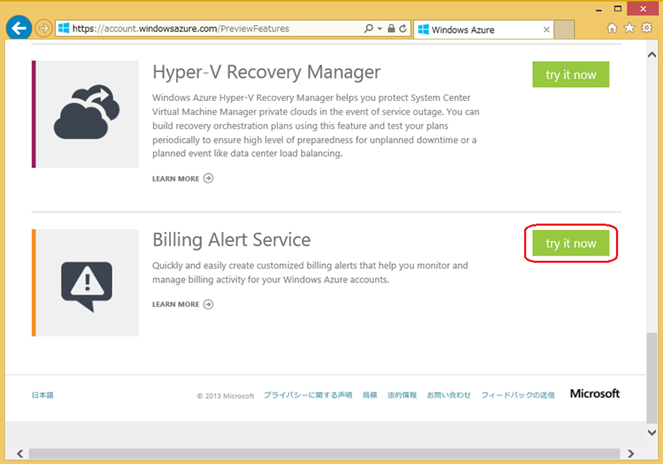 https://account.windowsazure.com/PreviewFeatures
Windows Azure
Hyper-V Recovery Manager
try it now
Windows Azure Hyper-V Recovery Manager helps you protect System Center
Virtual Machine Manager private clouds in the event of service outage. You can
build recovery orchestration plans using this feature and test your plans
periodically to ensure high level of preparedness for unplanned downtime or a
planned event like data center load balancing.
LEARN MORE
Billing Alert Service
try it now
Quickly and easily create customized billing alerts that help you monitor and
manage billing activity for your Windows Azure accounts.
LEARN MORE
日本語 © 2013 Microsoft プライバシーに関する声明 商標 法的情報 お問い合わせ フィードバックの送信 Microsoft